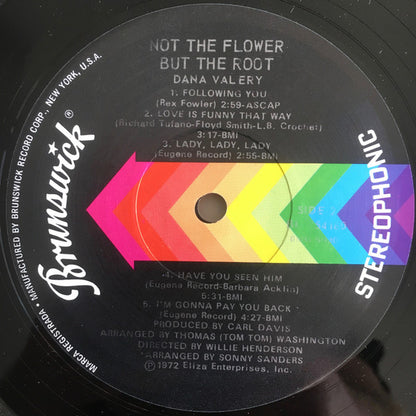 NOT THE FLOWER
BUT THE ROOT
DANA VALERY
1. FOLLOWING YOU
(Rex Fowler) 2:59-ASCAP
2. LOVE IS FUNNY THAT WAY
(Richard Tufano-Floyd Smith-L.B. Crochet)
3:17-BMI
3. LADY, LADY, LADY
(Eugene Record) 2:55-BMI
SIDE 2
4. HAVE YOU SEEN HIM
(Eugene Record-Barbara Acklin)
5:31-BMI
5. I'M GONNA PAY YOU BACK
(Eugene Record) 4:27-BMI
PRODUCED BY CARL DAVIS
ARRANGED BY THOMAS (TOM TOM) WASHINGTON
DIRECTED BY WILLIE HENDERSON
ARRANGED BY SONNY SANDERS
Ⓟ1972 Eliza Enterprises, Inc.
Brunswick
STEREOPHONIC
MARCA REGISTRADA • MANUFACTURED BY BRUNSWICK RECORD CORP., NEW YORK, U.S.A.